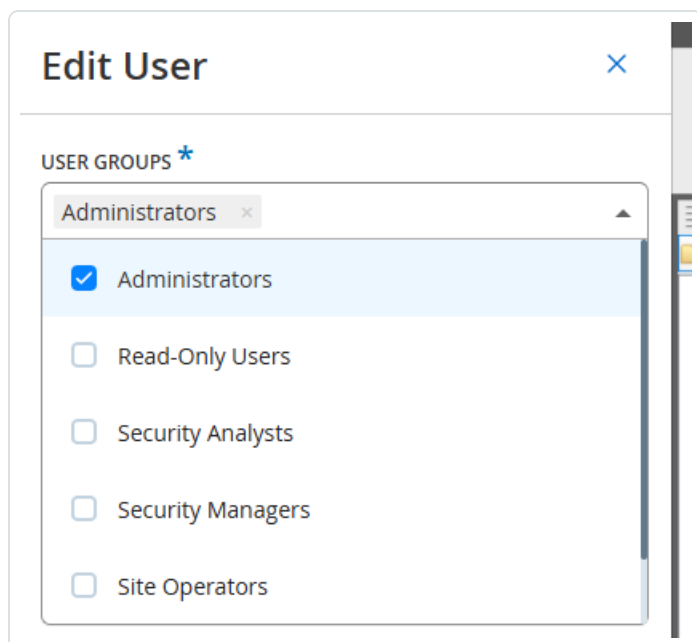 Edit User
USER GROUPS *
Administrators ×
Administrators
Read-Only Users
Security Analysts
Security Managers
Site Operators